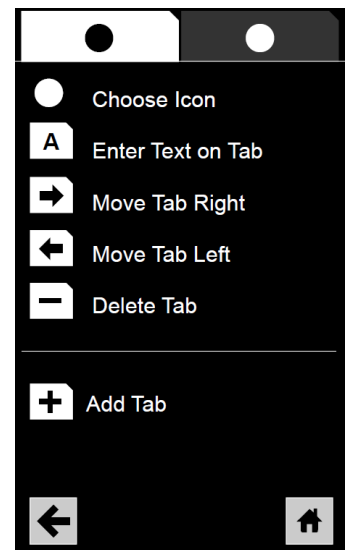 Choose Icon
A Enter Text on Tab
Move Tab Right
Move Tab Left
Delete Tab
Add Tab